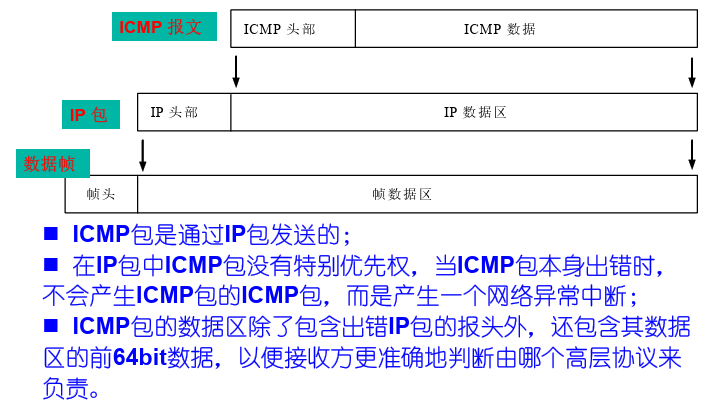 ICMP 报文
ICMP 头部
ICMP 数据
IP 包
IP 头部
IP 数据区
数据帧
帧头
帧数据区
■ ICMP包是通过IP包发送的；
■ 在IP包中ICMP包没有特别优先权，当ICMP包本身出错时，
不会产生ICMP包的ICMP包，而是产生一个网络异常中断；
■ ICMP包的数据区除了包含出错IP包的报头外，还包含其数据
区的前64bit数据，以便接收方更准确地判断由哪个高层协议来
负责。